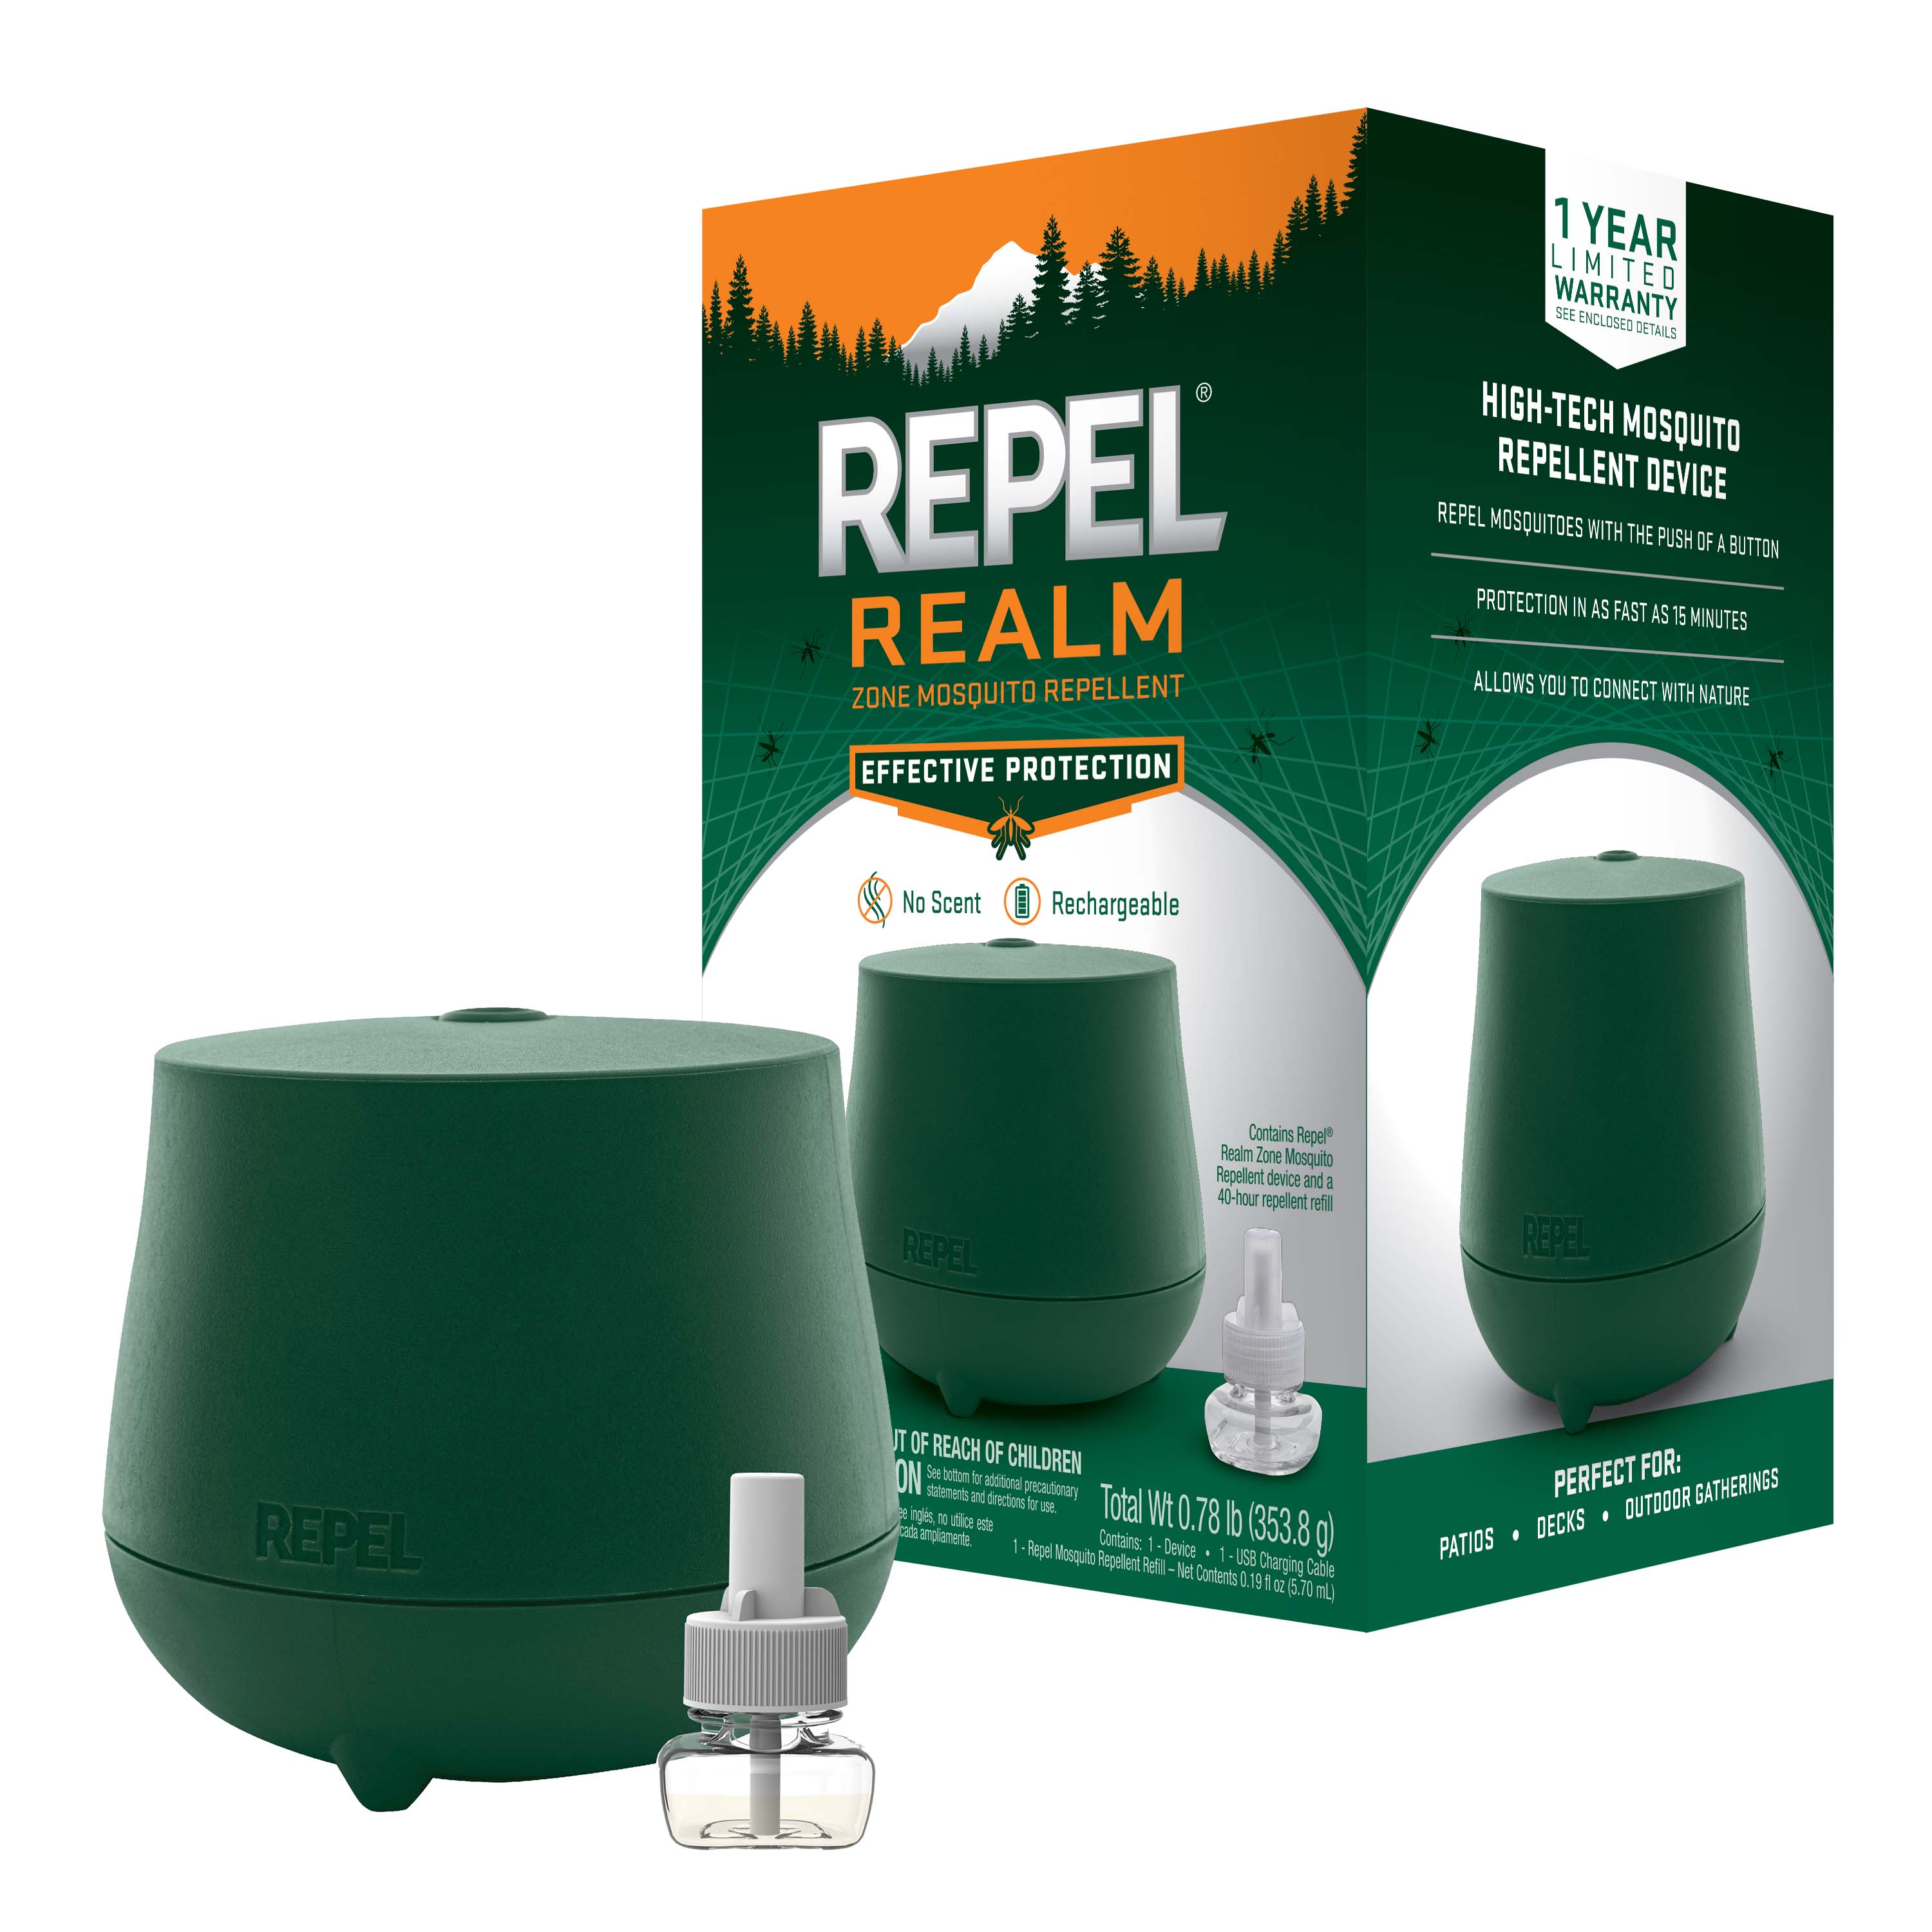 REPEL®
REALM
ZONE MOSQUITO REPELLENT
EFFECTIVE PROTECTION
No Scent
Rechargeable
Contains Repel®
Realm Zone Mosquito
Repellent device and a
40-hour repellent refill
REPEL
OF REACH OF CHILDREN
See bottom for additional precautionary
statements and directions for use.
inglés, no utilice este
ampliamente.
Total Wt 0.78 lb (353.8 g)
Contains: 1 - Device • 1 - USB Charging Cable
1 - Repel Mosquito Repellent Refill – Net Contents 0.19 fl oz (5.70 mL)
1 YEAR
LIMITED
WARRANTY
SEE ENCLOSED DETAILS
HIGH-TECH MOSQUITO
REPELLENT DEVICE
REPEL MOSQUITOES WITH THE PUSH OF A BUTTON
PROTECTION IN AS FAST AS 15 MINUTES
ALLOWS YOU TO CONNECT WITH NATURE
REPEL
PERFECT FOR:
PATIOS • DECKS • OUTDOOR GATHERINGS
REPEL